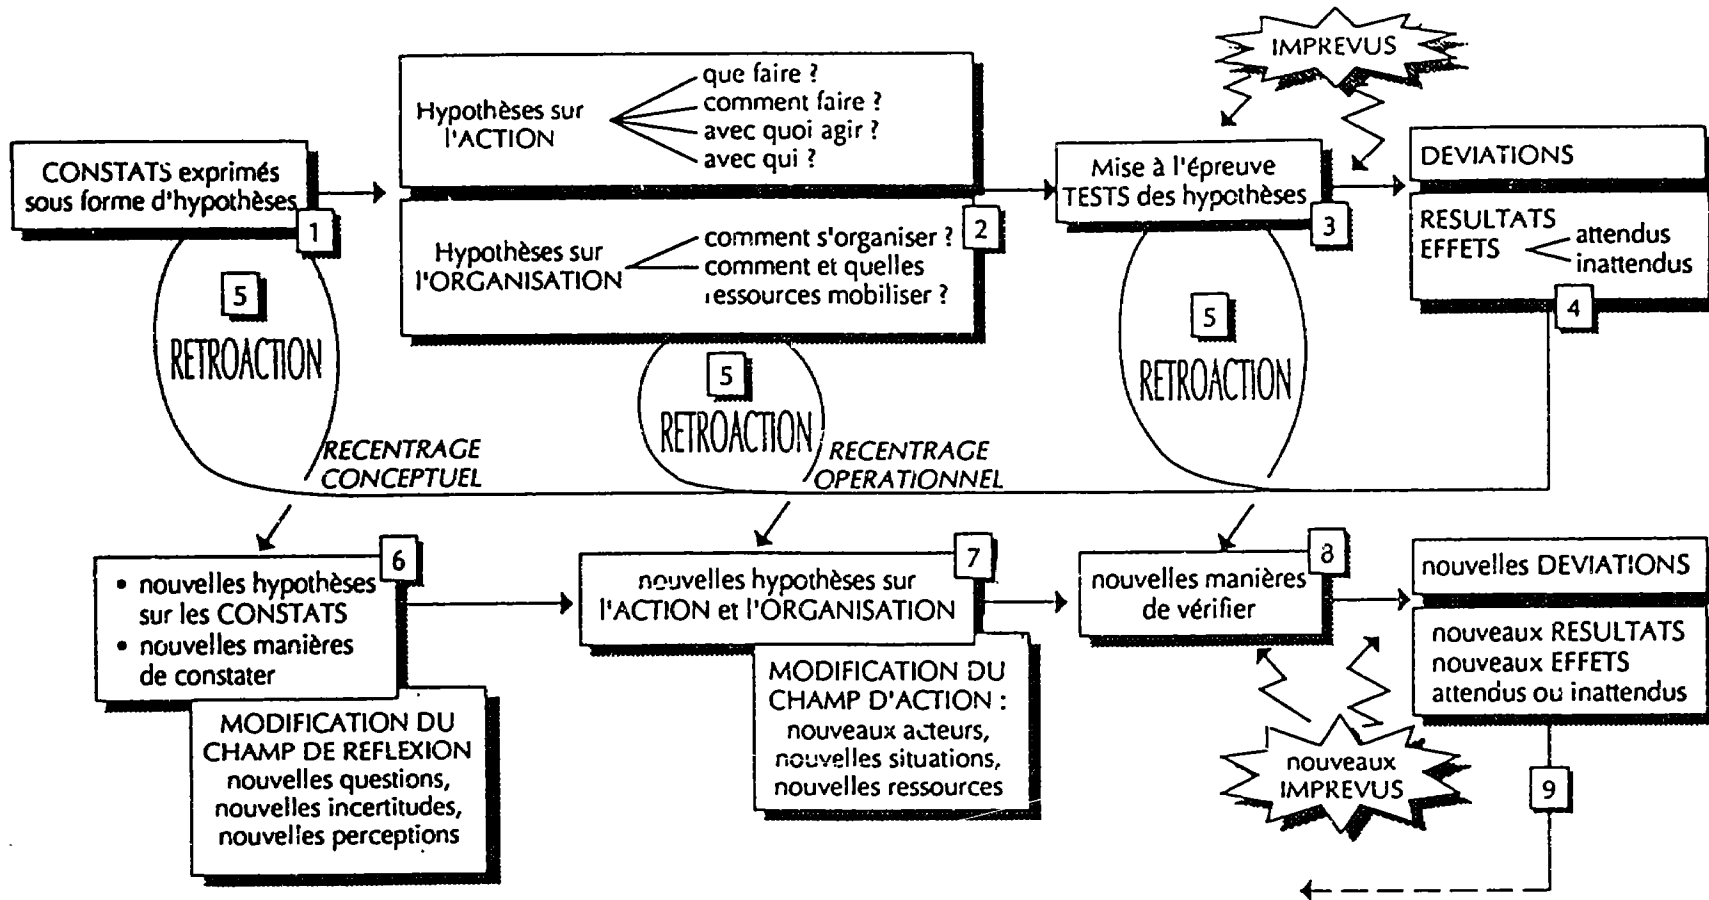 IMPREVUS
Hypothèses sur
l'ACTION
que faire ?
comment faire ?
avec quoi agir ?
avec qui ?
CONSTATS exprimés
sous forme d'hypothèses
1
Hypothèses sur
l'ORGANISATION
comment s'organiser ?
comment et quelles
ressources mobiliser ?
2
Mise à l'épreuve
TESTS des hypothèses
3
DEVIATIONS
RESULTATS
EFFETS
attendus
inattendus
4
5
RETROACTION
5
RETROACTION
5
RETROACTION
RECENTRAGE
CONCEPTUEL
RECENTRAGE
OPERATIONNEL
6
• nouvelles hypothèses
sur les CONSTATS
• nouvelles manières
de constater
MODIFICATION DU
CHAMP DE REFLEXION
nouvelles questions,
nouvelles incertitudes,
nouvelles perceptions
7
nouvelles hypothèses sur
l'ACTION et l'ORGANISATION
MODIFICATION DU
CHAMP D'ACTION :
nouveaux acteurs,
nouvelles situations,
nouvelles ressources
8
nouvelles manières
de vérifier
nouvelles DEVIATIONS
nouveaux RESULTATS
nouveaux EFFETS
attendus ou inattendus
nouveaux
IMPREVUS
9